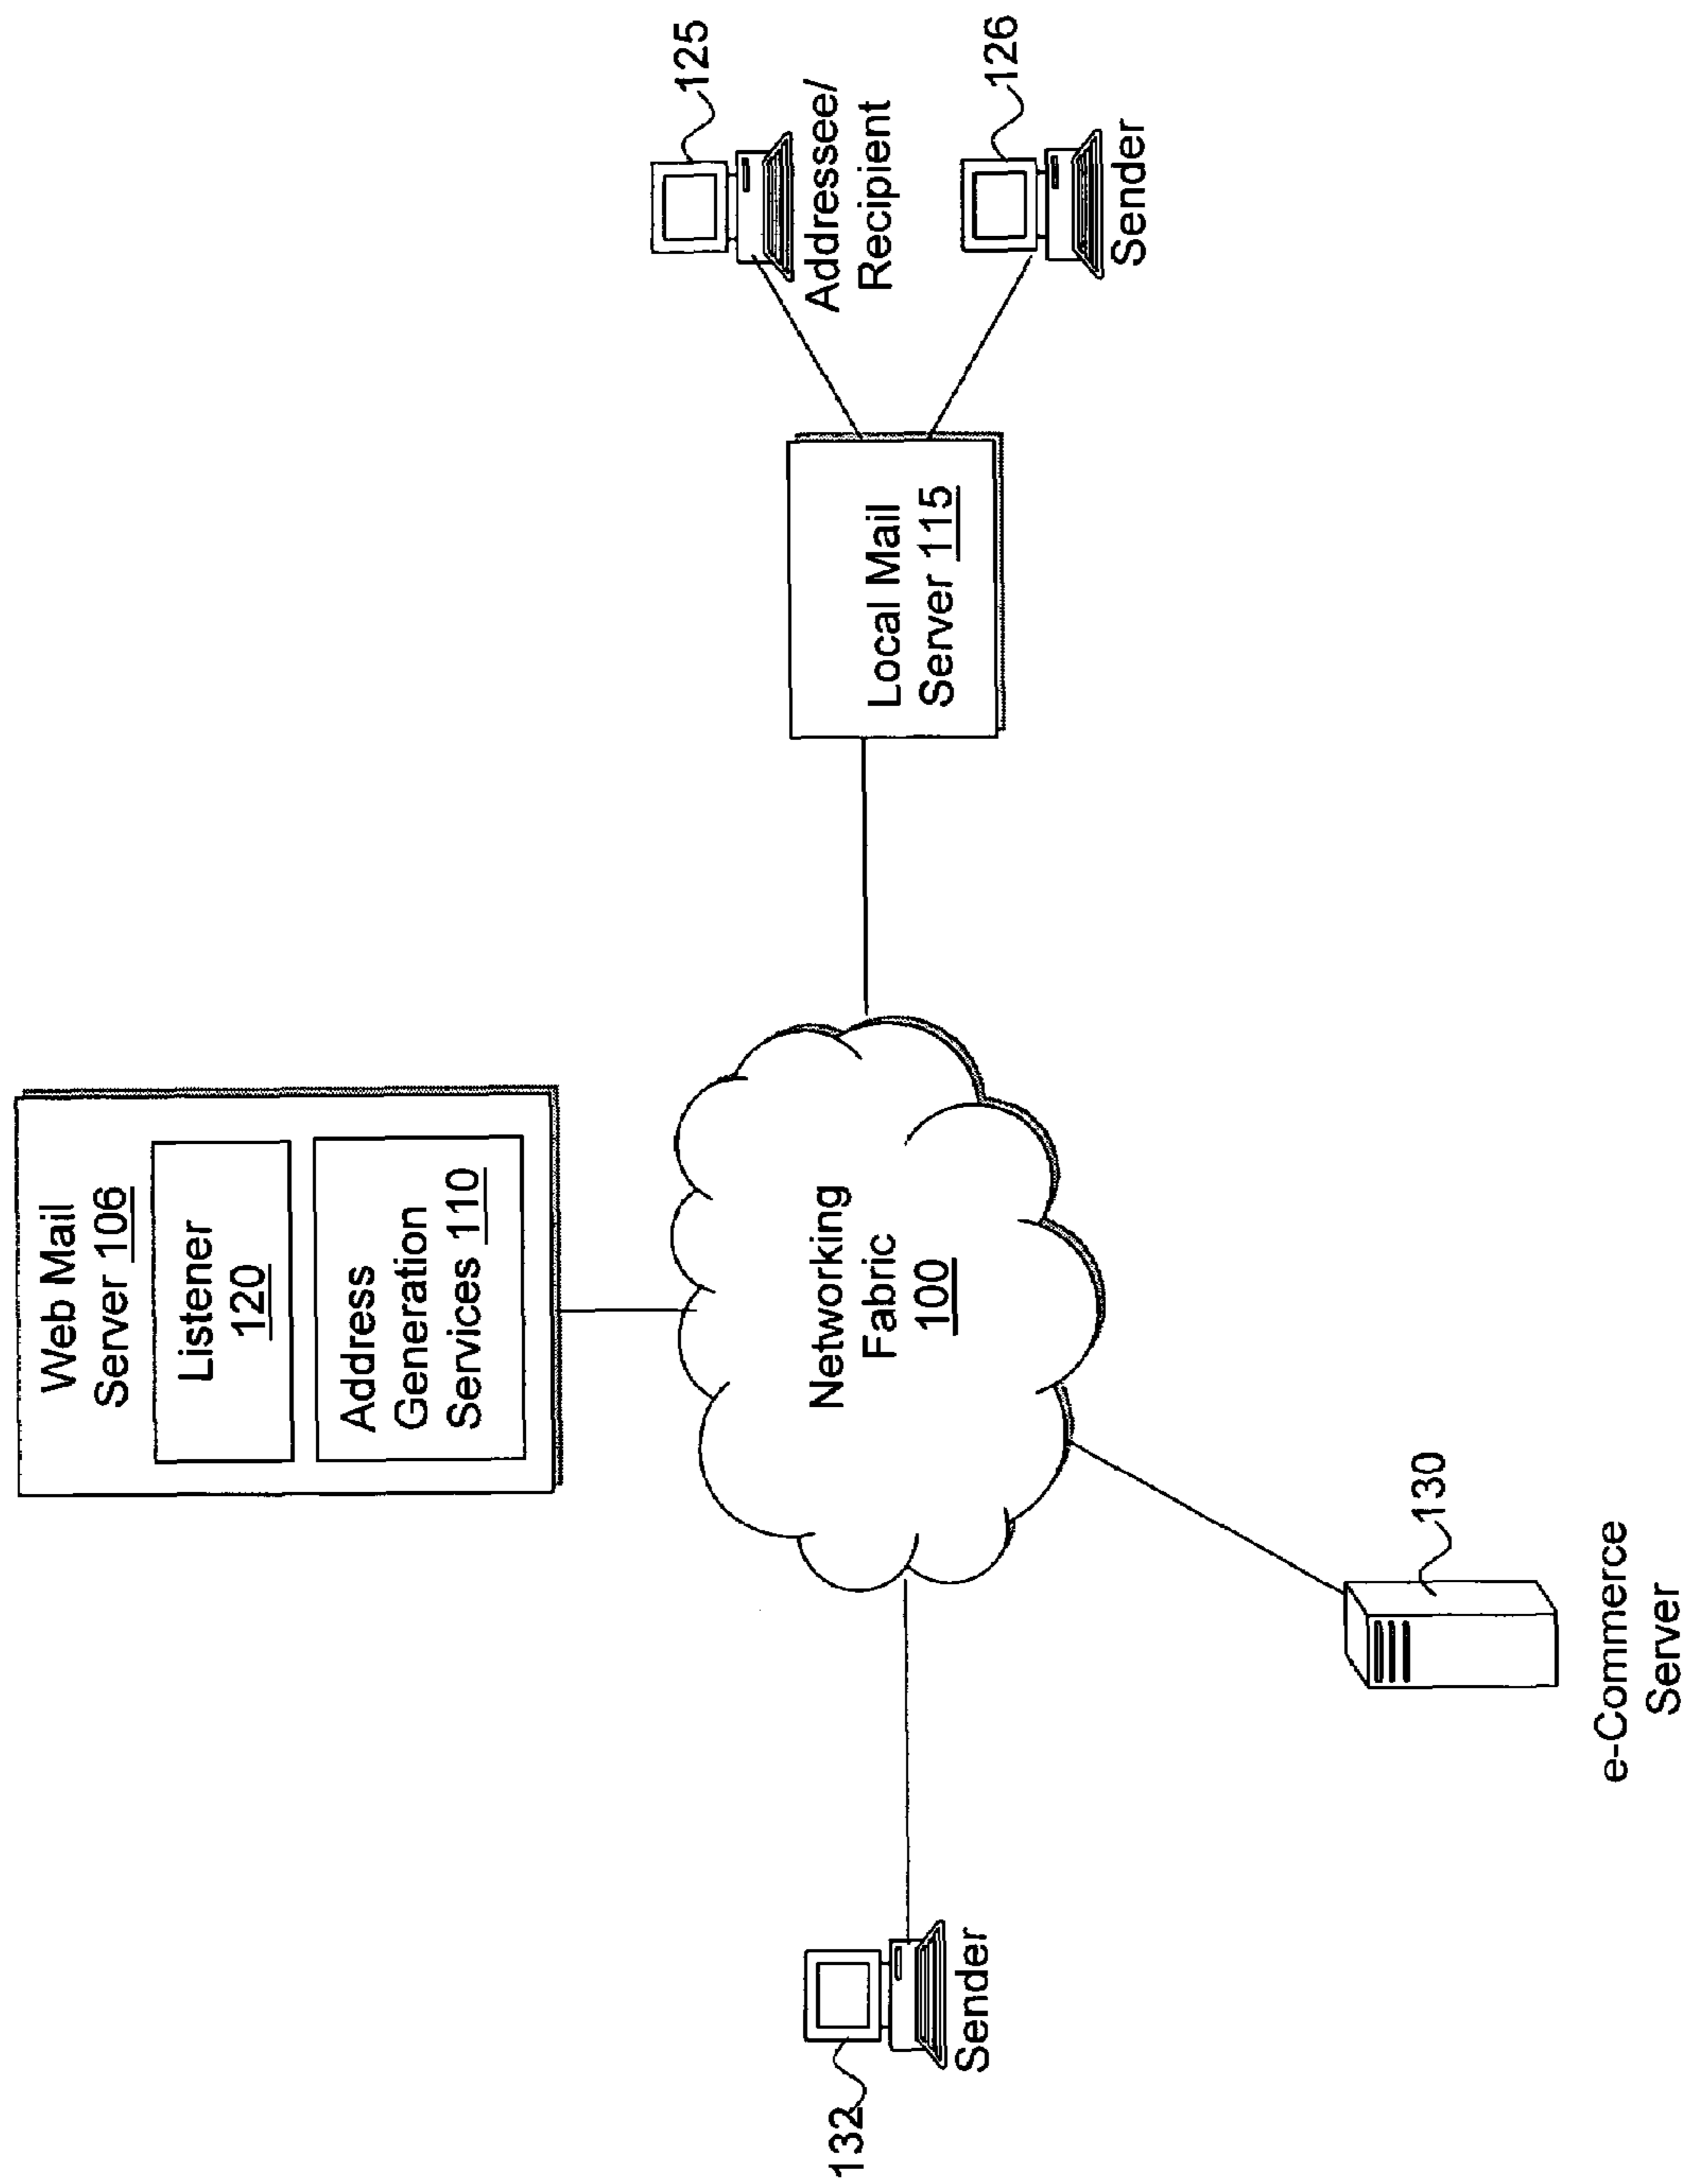 Web Mail
Server 106
Listener
120
Address
Generation
Services 110
Networking
Fabric
100
Local Mail
Server 115
125
Addressee/
Recipient
126
Sender
132
Sender
130
e-Commerce
Server